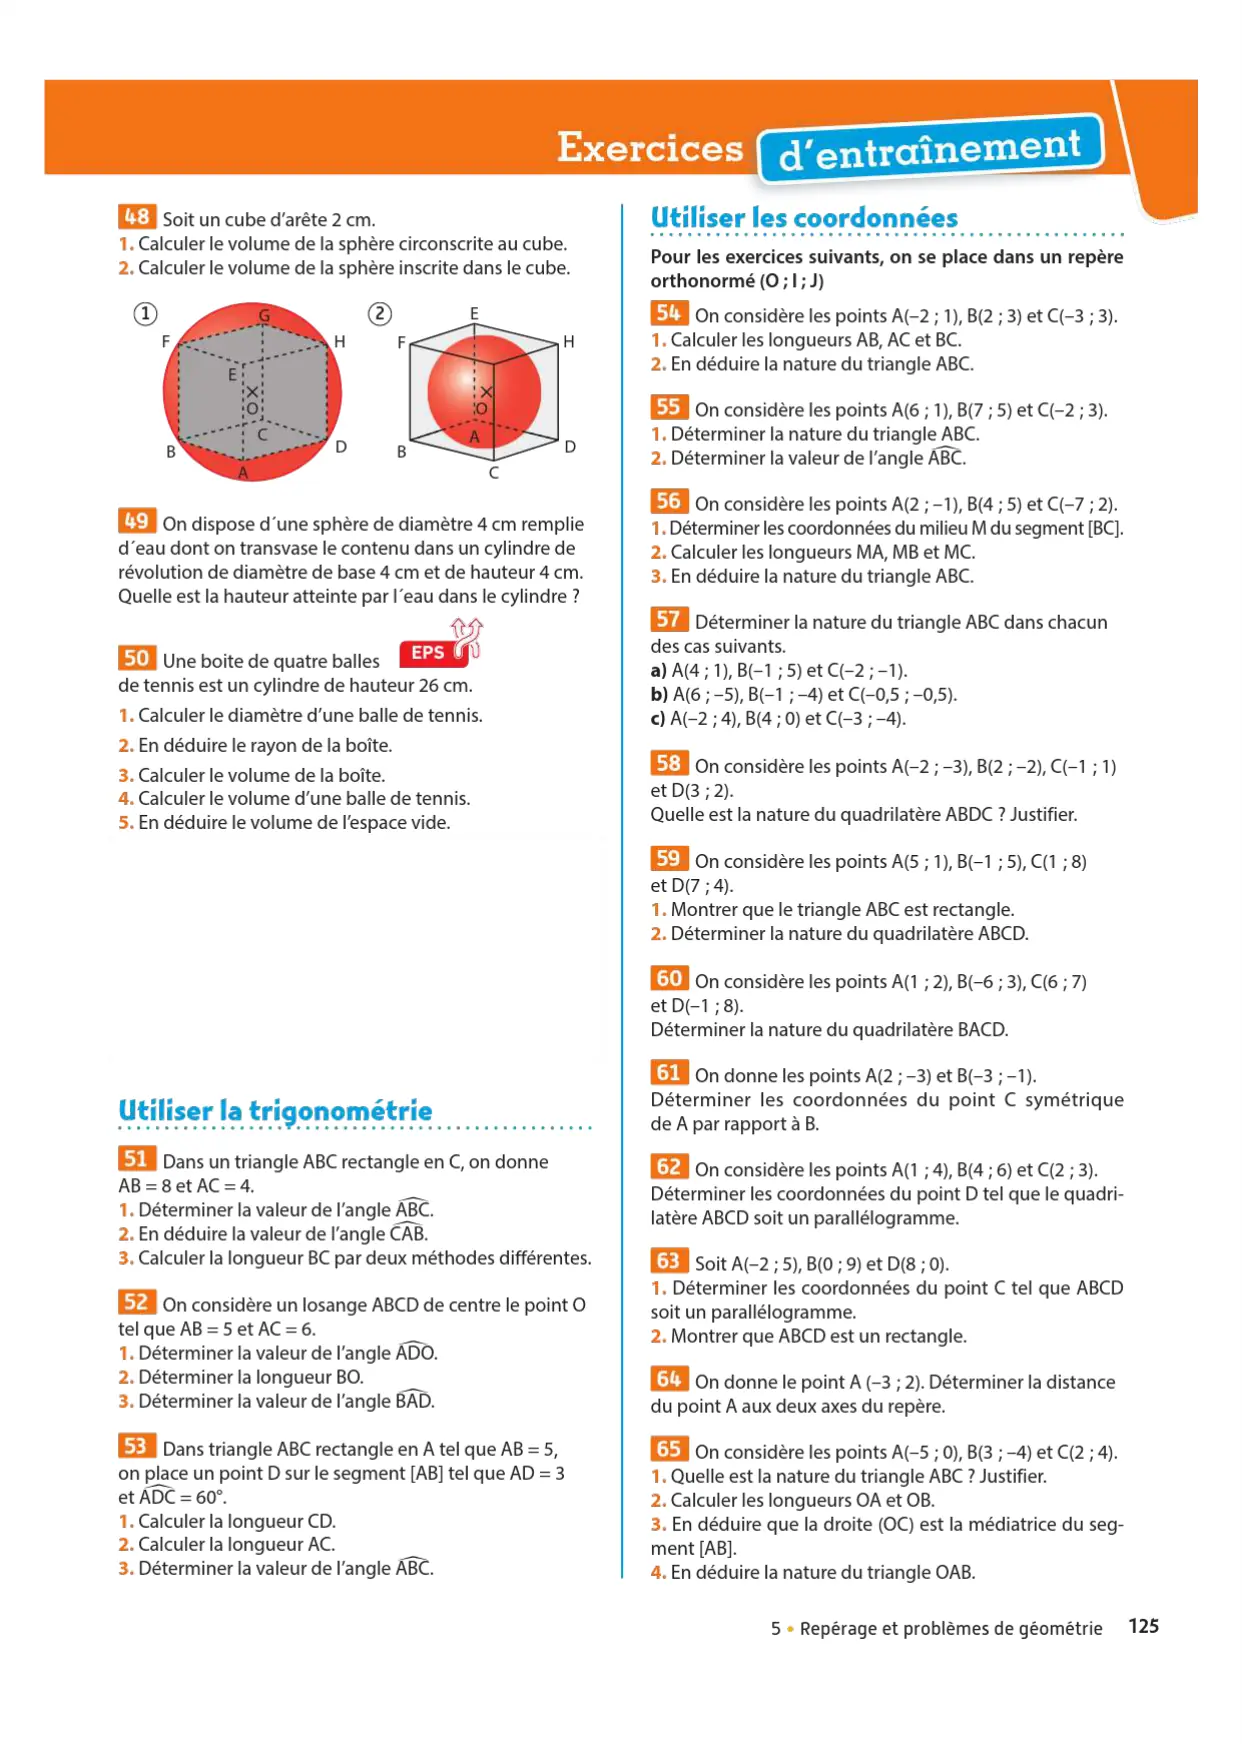 Exercices d'entraînement
48 Soit un cube d'arête 2 cm.
1. Calculer le volume de la sphère circonscrite au cube.
2. Calculer le volume de la sphère inscrite dans le cube.
1
G
F
H
E
O
C
B
D
A
2
E
F
H
O
A
B
D
C
49 On dispose d´une sphère de diamètre 4 cm remplie
d´eau dont on transvase le contenu dans un cylindre de
révolution de diamètre de base 4 cm et de hauteur 4 cm.
Quelle est la hauteur atteinte par l´eau dans le cylindre ?
EPS
50 Une boite de quatre balles
de tennis est un cylindre de hauteur 26 cm.
1. Calculer le diamètre d'une balle de tennis.
2. En déduire le rayon de la boîte.
3. Calculer le volume de la boîte.
4. Calculer le volume d'une balle de tennis.
5. En déduire le volume de l'espace vide.
Utiliser la trigonométrie
51 Dans un triangle ABC rectangle en C, on donne
AB = 8 et AC = 4.
1. Déterminer la valeur de l'angle ABC.
2. En déduire la valeur de l'angle CAB.
3. Calculer la longueur BC par deux méthodes différentes.
52 On considère un losange ABCD de centre le point O
tel que AB = 5 et AC = 6.
1. Déterminer la valeur de l'angle ADO.
2. Déterminer la longueur BO.
3. Déterminer la valeur de l'angle BAD.
53 Dans triangle ABC rectangle en A tel que AB = 5,
on place un point D sur le segment [AB] tel que AD = 3
et ADC = 60°.
1. Calculer la longueur CD.
2. Calculer la longueur AC.
3. Déterminer la valeur de l'angle ABC.
Utiliser les coordonnées
Pour les exercices suivants, on se place dans un repère
orthonormé (O ; I ; J)
54 On considère les points A(–2 ; 1), B(2 ; 3) et C(–3 ; 3).
1. Calculer les longueurs AB, AC et BC.
2. En déduire la nature du triangle ABC.
55 On considère les points A(6 ; 1), B(7 ; 5) et C(–2 ; 3).
1. Déterminer la nature du triangle ABC.
2. Déterminer la valeur de l'angle ABC.
56 On considère les points A(2 ; –1), B(4 ; 5) et C(–7 ; 2).
1. Déterminer les coordonnées du milieu M du segment [BC].
2. Calculer les longueurs MA, MB et MC.
3. En déduire la nature du triangle ABC.
57 Déterminer la nature du triangle ABC dans chacun
des cas suivants.
a) A(4 ; 1), B(–1 ; 5) et C(–2 ; –1).
b) A(6 ; –5), B(–1 ; –4) et C(–0,5 ; –0,5).
c) A(–2 ; 4), B(4 ; 0) et C(–3 ; –4).
58 On considère les points A(–2 ; –3), B(2 ; –2), C(–1 ; 1)
et D(3 ; 2).
Quelle est la nature du quadrilatère ABDC ? Justifier.
59 On considère les points A(5 ; 1), B(–1 ; 5), C(1 ; 8)
et D(7 ; 4).
1. Montrer que le triangle ABC est rectangle.
2. Déterminer la nature du quadrilatère ABCD.
60 On considère les points A(1 ; 2), B(–6 ; 3), C(6 ; 7)
et D(–1 ; 8).
Déterminer la nature du quadrilatère BACD.
61 On donne les points A(2 ; –3) et B(–3 ; –1).
Déterminer les coordonnées du point C symétrique
de A par rapport à B.
62 On considère les points A(1 ; 4), B(4 ; 6) et C(2 ; 3).
Déterminer les coordonnées du point D tel que le quadri-
latère ABCD soit un parallélogramme.
63 Soit A(–2 ; 5), B(0 ; 9) et D(8 ; 0).
1. Déterminer les coordonnées du point C tel que ABCD
soit un parallélogramme.
2. Montrer que ABCD est un rectangle.
64 On donne le point A (–3 ; 2). Déterminer la distance
du point A aux deux axes du repère.
65 On considère les points A(–5 ; 0), B(3 ; –4) et C(2 ; 4).
1. Quelle est la nature du triangle ABC ? Justifier.
2. Calculer les longueurs OA et OB.
3. En déduire que la droite (OC) est la médiatrice du seg-
ment [AB].
4. En déduire la nature du triangle OAB.
5 • Repérage et problèmes de géométrie 125